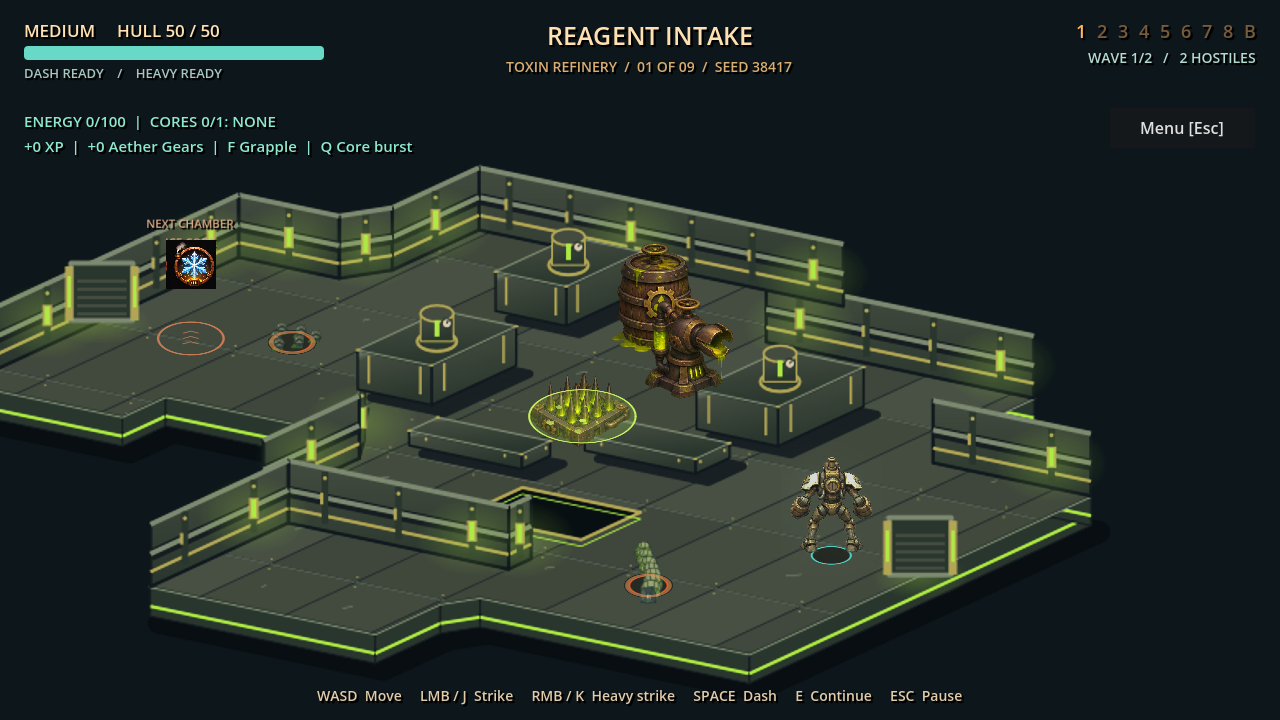 MEDIUM HULL 50 / 50
DASH READY / HEAVY READY
REAGENT INTAKE
TOXIN REFINERY / 01 OF 09 / SEED 38417
1 2 3 4 5 6 7 8 B
WAVE 1/2 / 2 HOSTILES
ENERGY 0/100 | CORES 0/1: NONE
+0 XP | +0 Aether Gears | F Grapple | Q Core burst
Menu [Esc]
NEXT CHAMBER
WASD Move LMB / J Strike RMB / K Heavy strike SPACE Dash E Continue ESC Pause